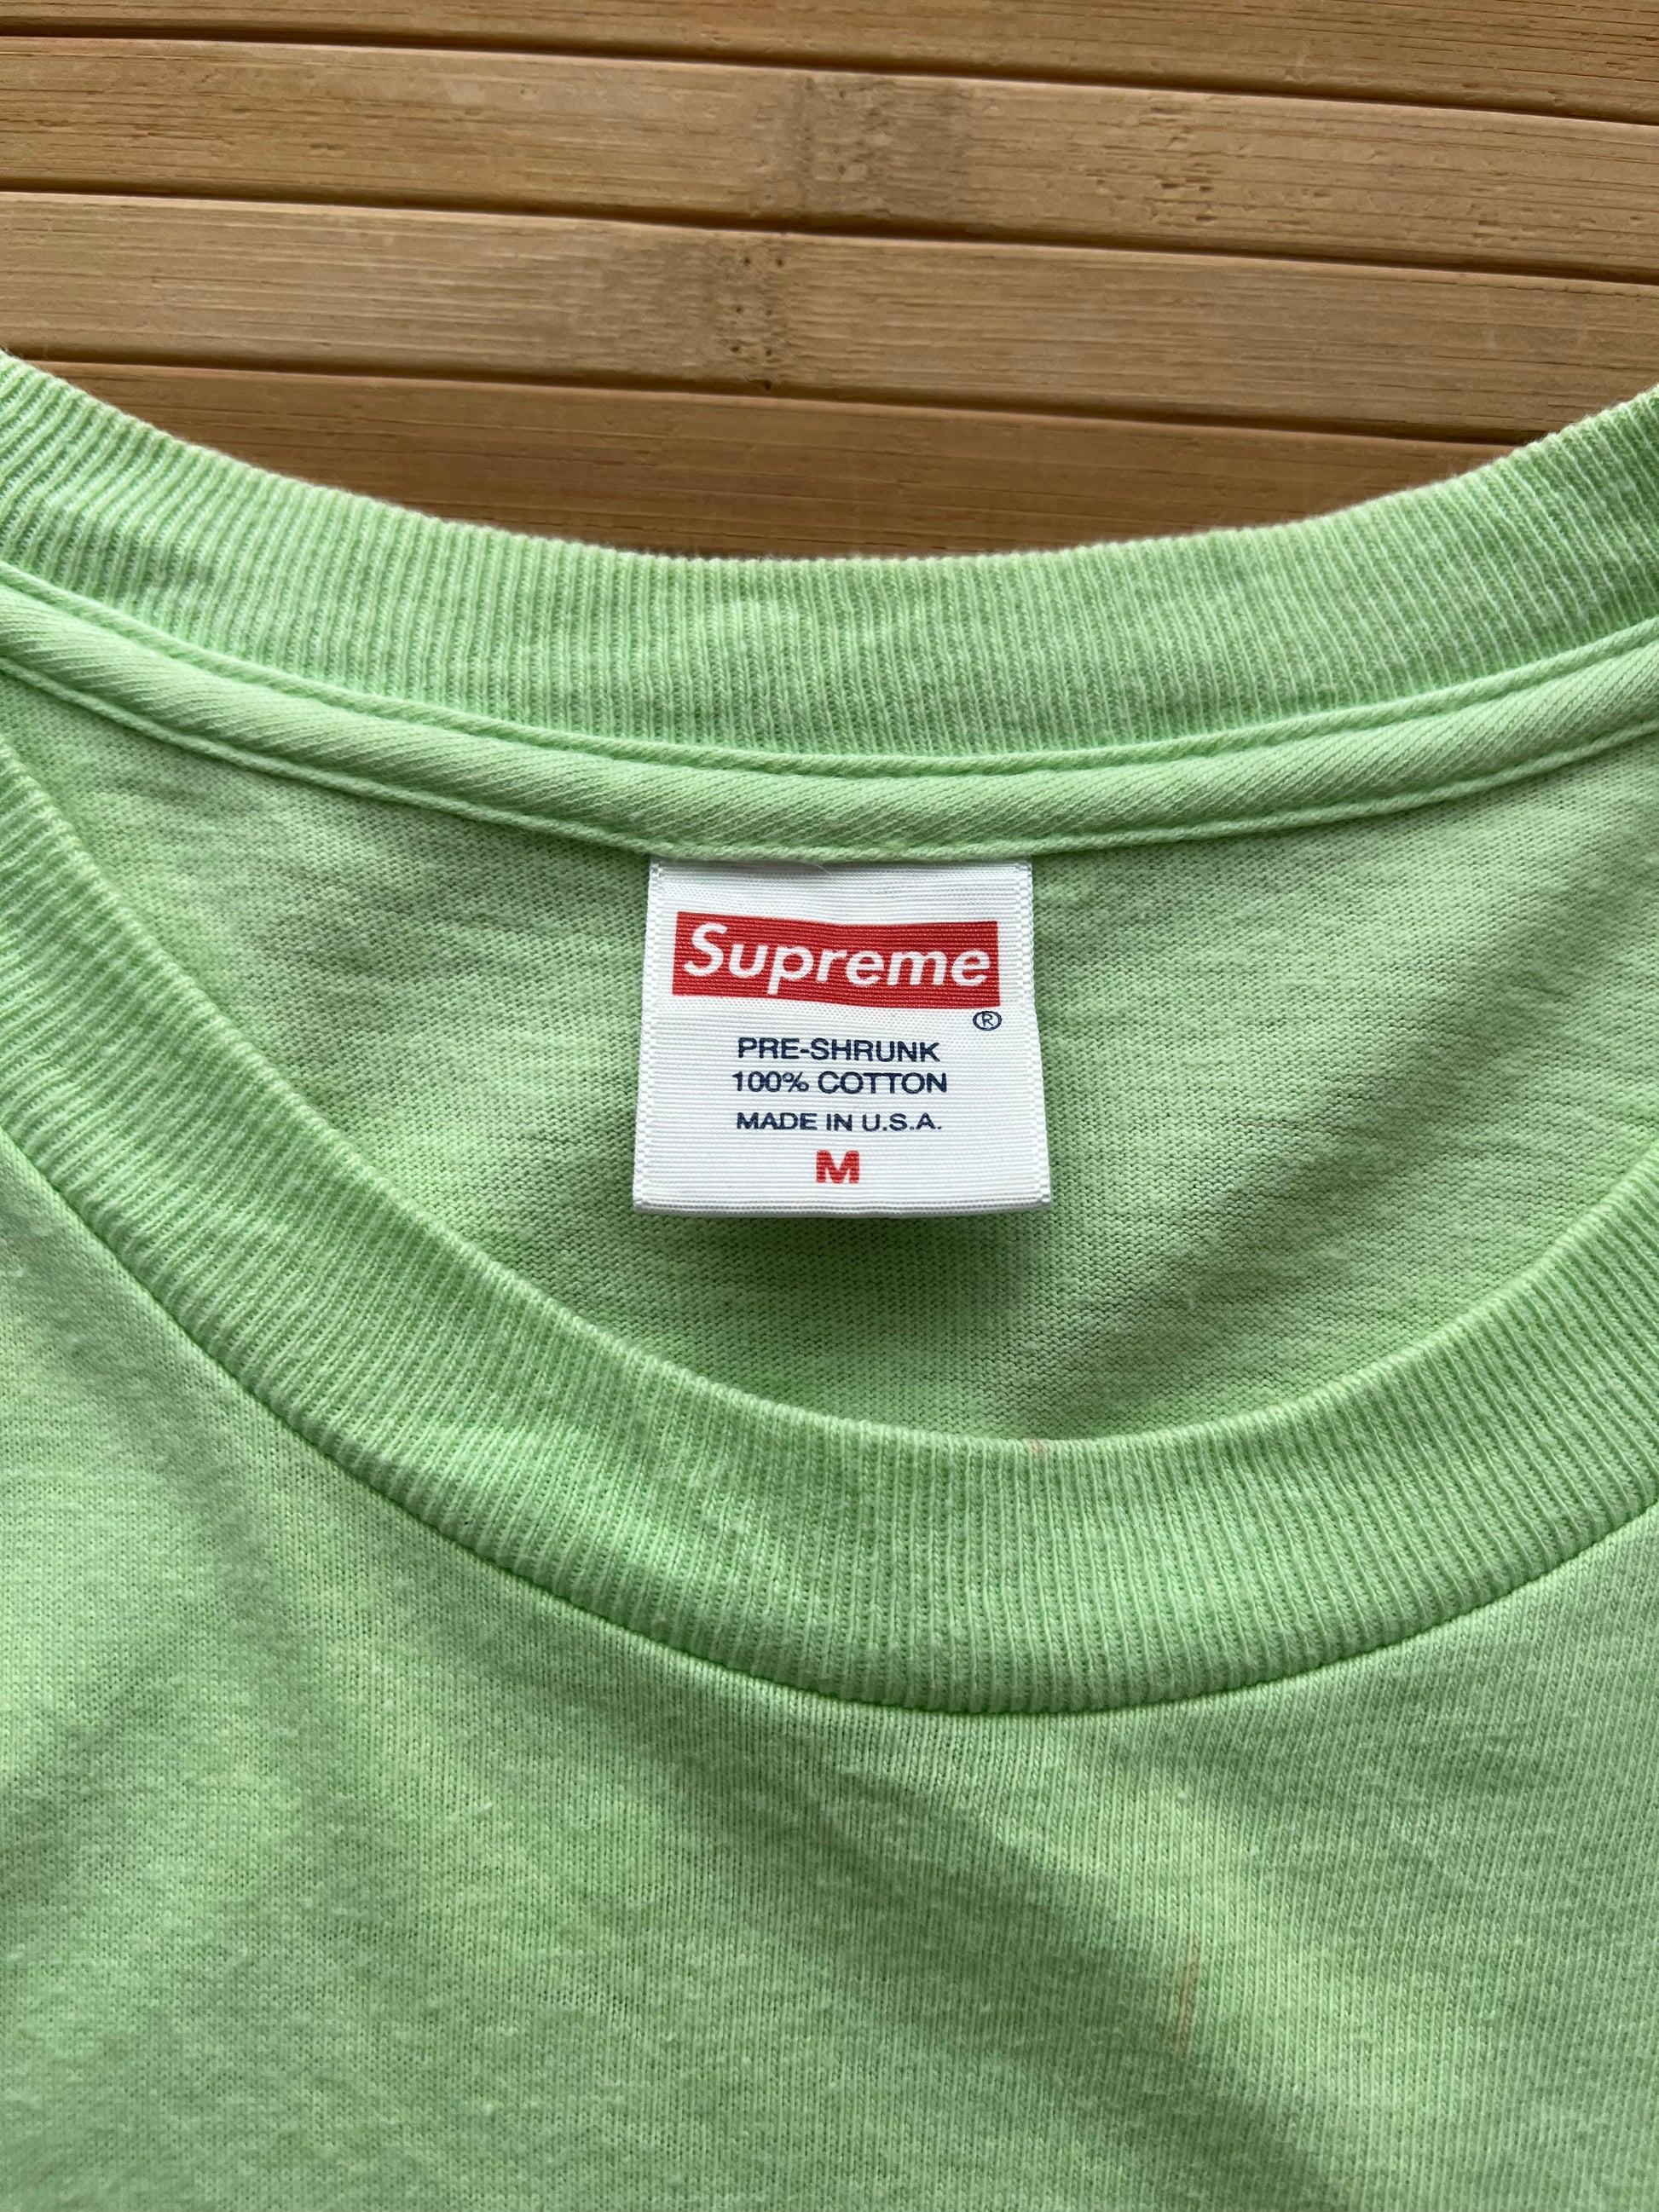 Supreme
®
PRE-SHRUNK
100% COTTON
MADE IN U.S.A.
M